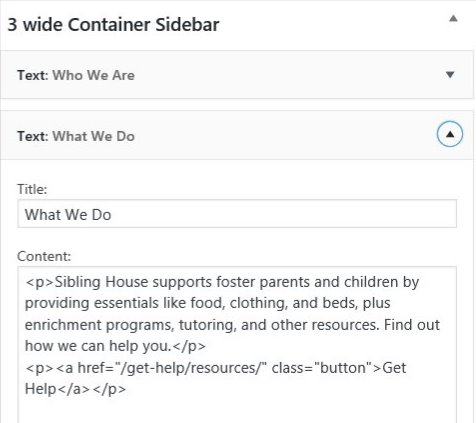 3 wide Container Sidebar
Text: Who We Are
Text: What We Do
Title:
What We Do
Content:
<p>Sibling House supports foster parents and children by
providing essentials like food, clothing, and beds, plus
enrichment programs, tutoring, and other resources. Find out
how we can help you.</p>
<p><a href="/get-help/resources/" class="button">Get
Help</a></p>